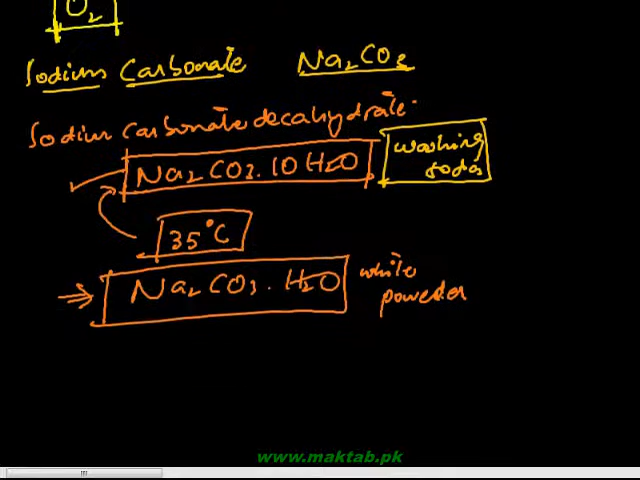 O₂
Sodium Carbonate Na₂CO₃
Sodium Carbonate decahydrate
Na₂CO₃.10H₂O washing soda
35°C
Na₂CO₃.H₂O white powder
www.maktab.pk